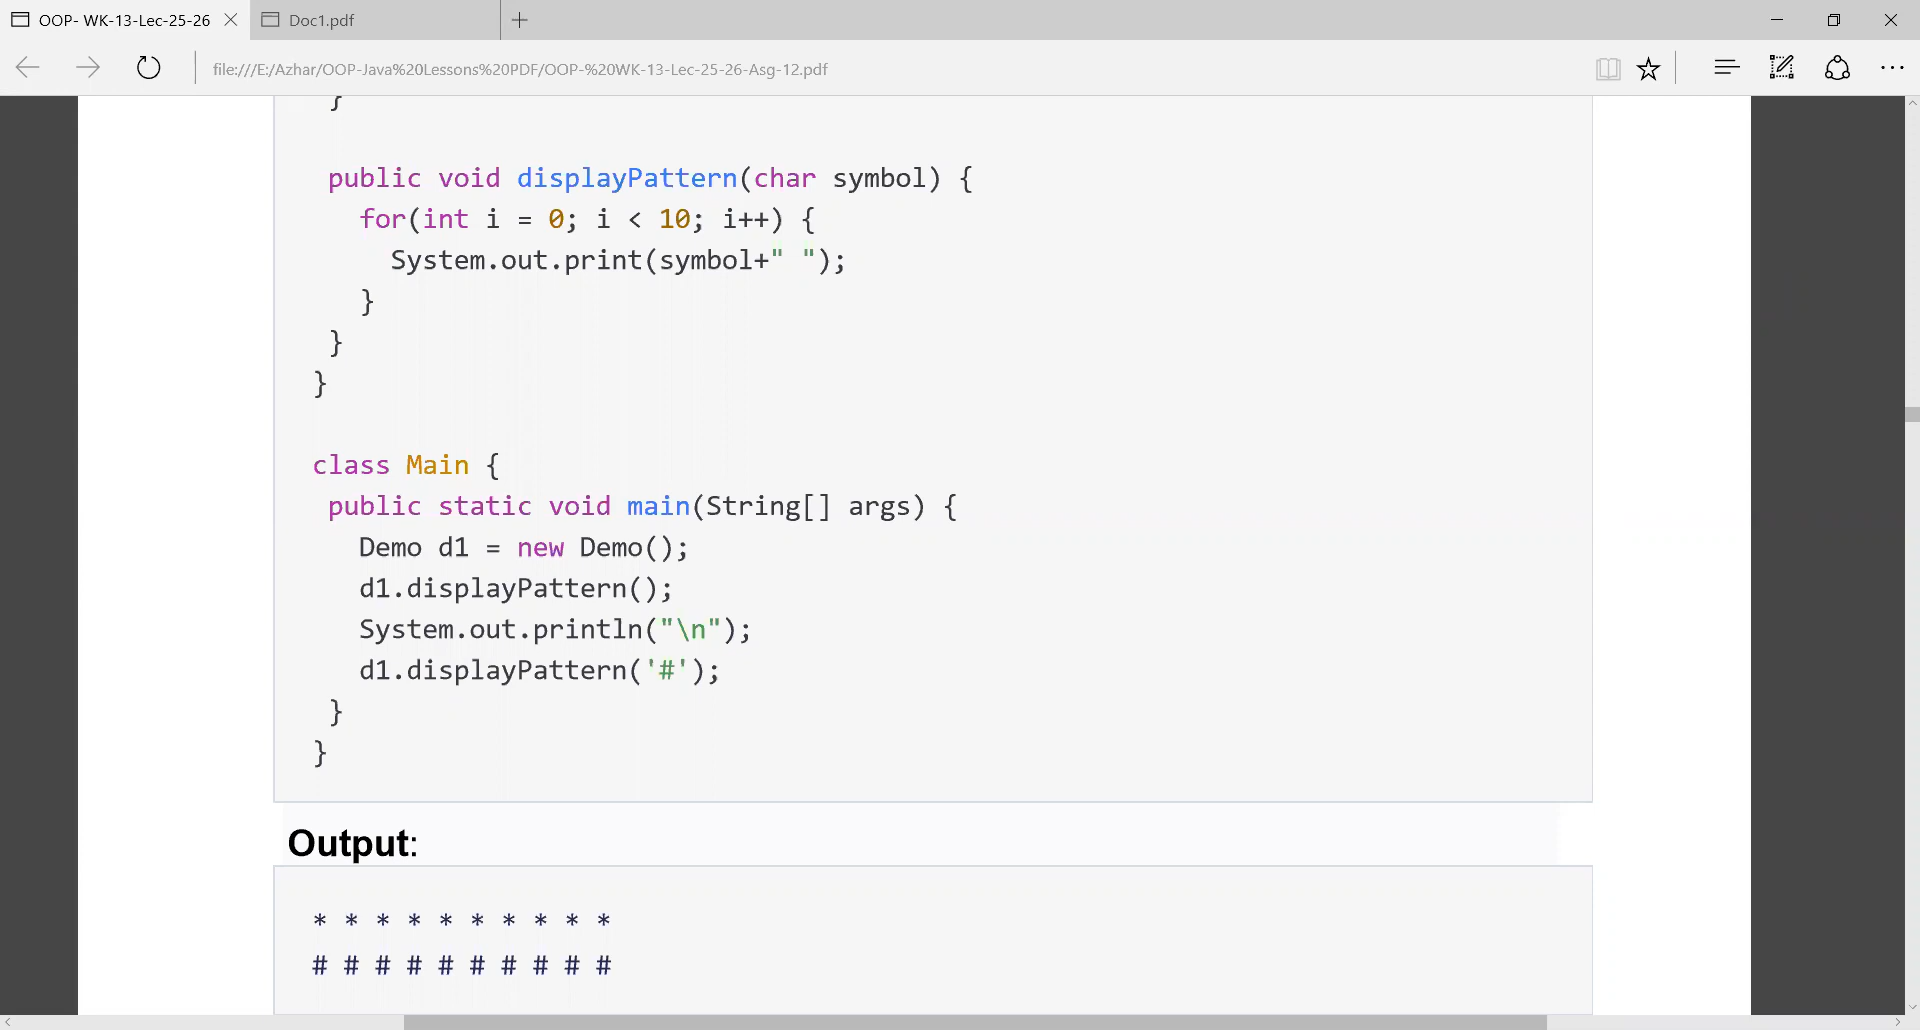 OOP- WK-13-Lec-25-26
Doc1.pdf
file:///E:/Azhar/OOP-Java%20Lessons%20PDF/OOP-%20WK-13-Lec-25-26-Asg-12.pdf
}
public void displayPattern(char symbol) {
for(int i = 0; i < 10; i++) {
System.out.print(symbol+" ");
}
}
}
class Main {
public static void main(String[] args) {
Demo d1 = new Demo();
d1.displayPattern();
System.out.println("\n");
d1.displayPattern('#');
}
}
Output:
* * * * * * * * * *
# # # # # # # # # #